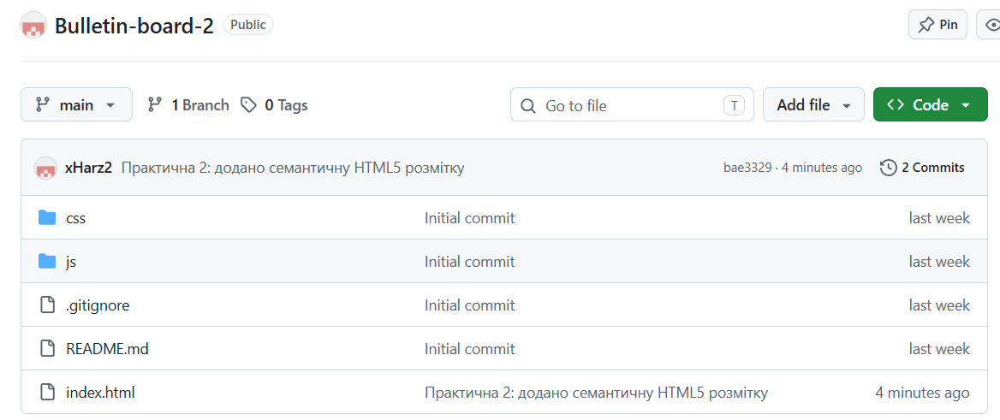 Bulletin-board-2 Public Pin
main 1 Branch 0 Tags Go to file T Add file Code
xHarz2 Практична 2: додано семантичну HTML5 розмітку bae3329 · 4 minutes ago 2 Commits
css Initial commit last week
js Initial commit last week
.gitignore Initial commit last week
README.md Initial commit last week
index.html Практична 2: додано семантичну HTML5 розмітку 4 minutes ago